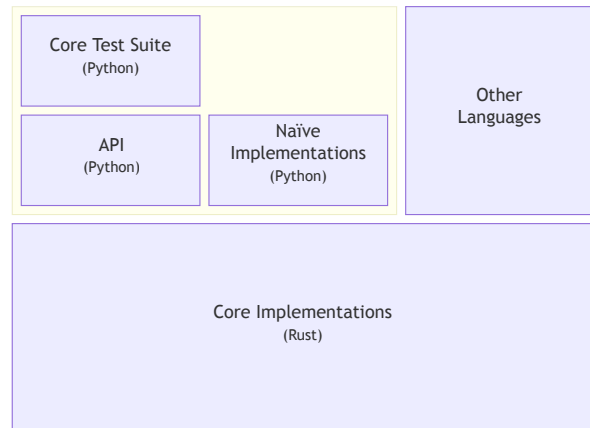 Core Test Suite
(Python)
API
(Python)
Naïve
Implementations
(Python)
Other
Languages
Core Implementations
(Rust)